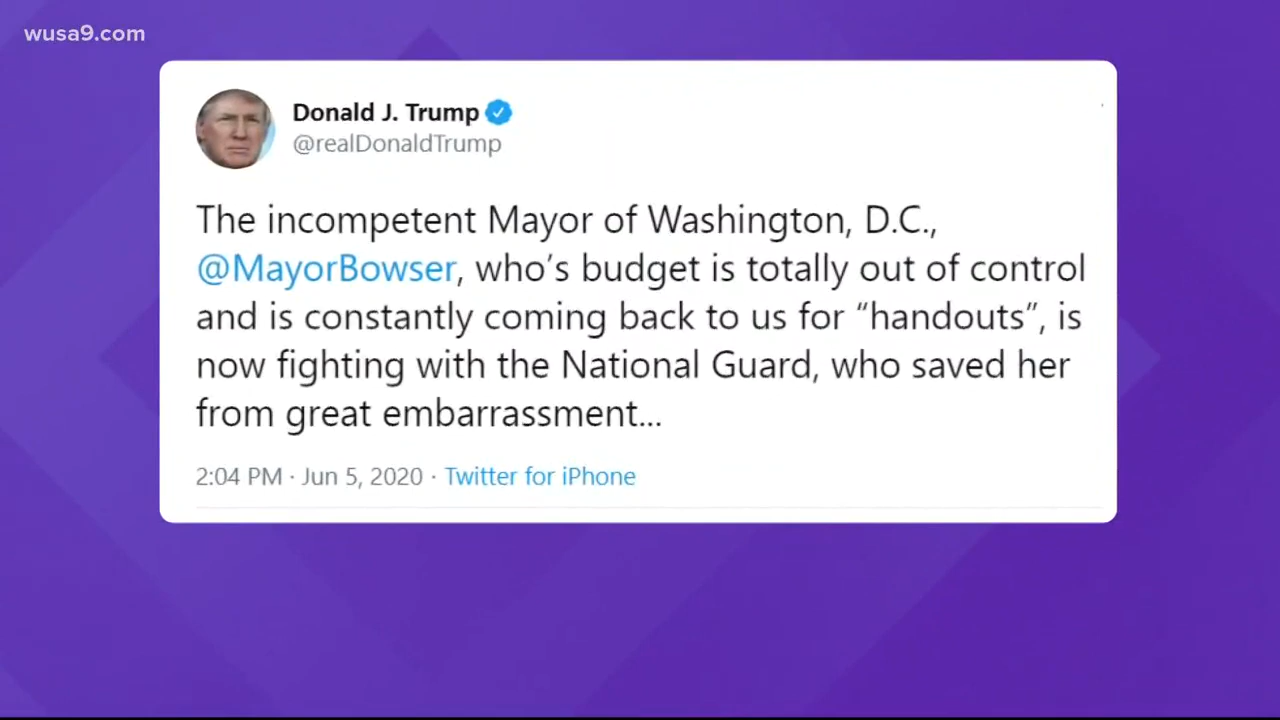 wusa9.com
Donald J. Trump
@realDonaldTrump
The incompetent Mayor of Washington, D.C.,
@MayorBowser, who’s budget is totally out of control
and is constantly coming back to us for “handouts”, is
now fighting with the National Guard, who saved her
from great embarrassment...
2:04 PM · Jun 5, 2020 · Twitter for iPhone